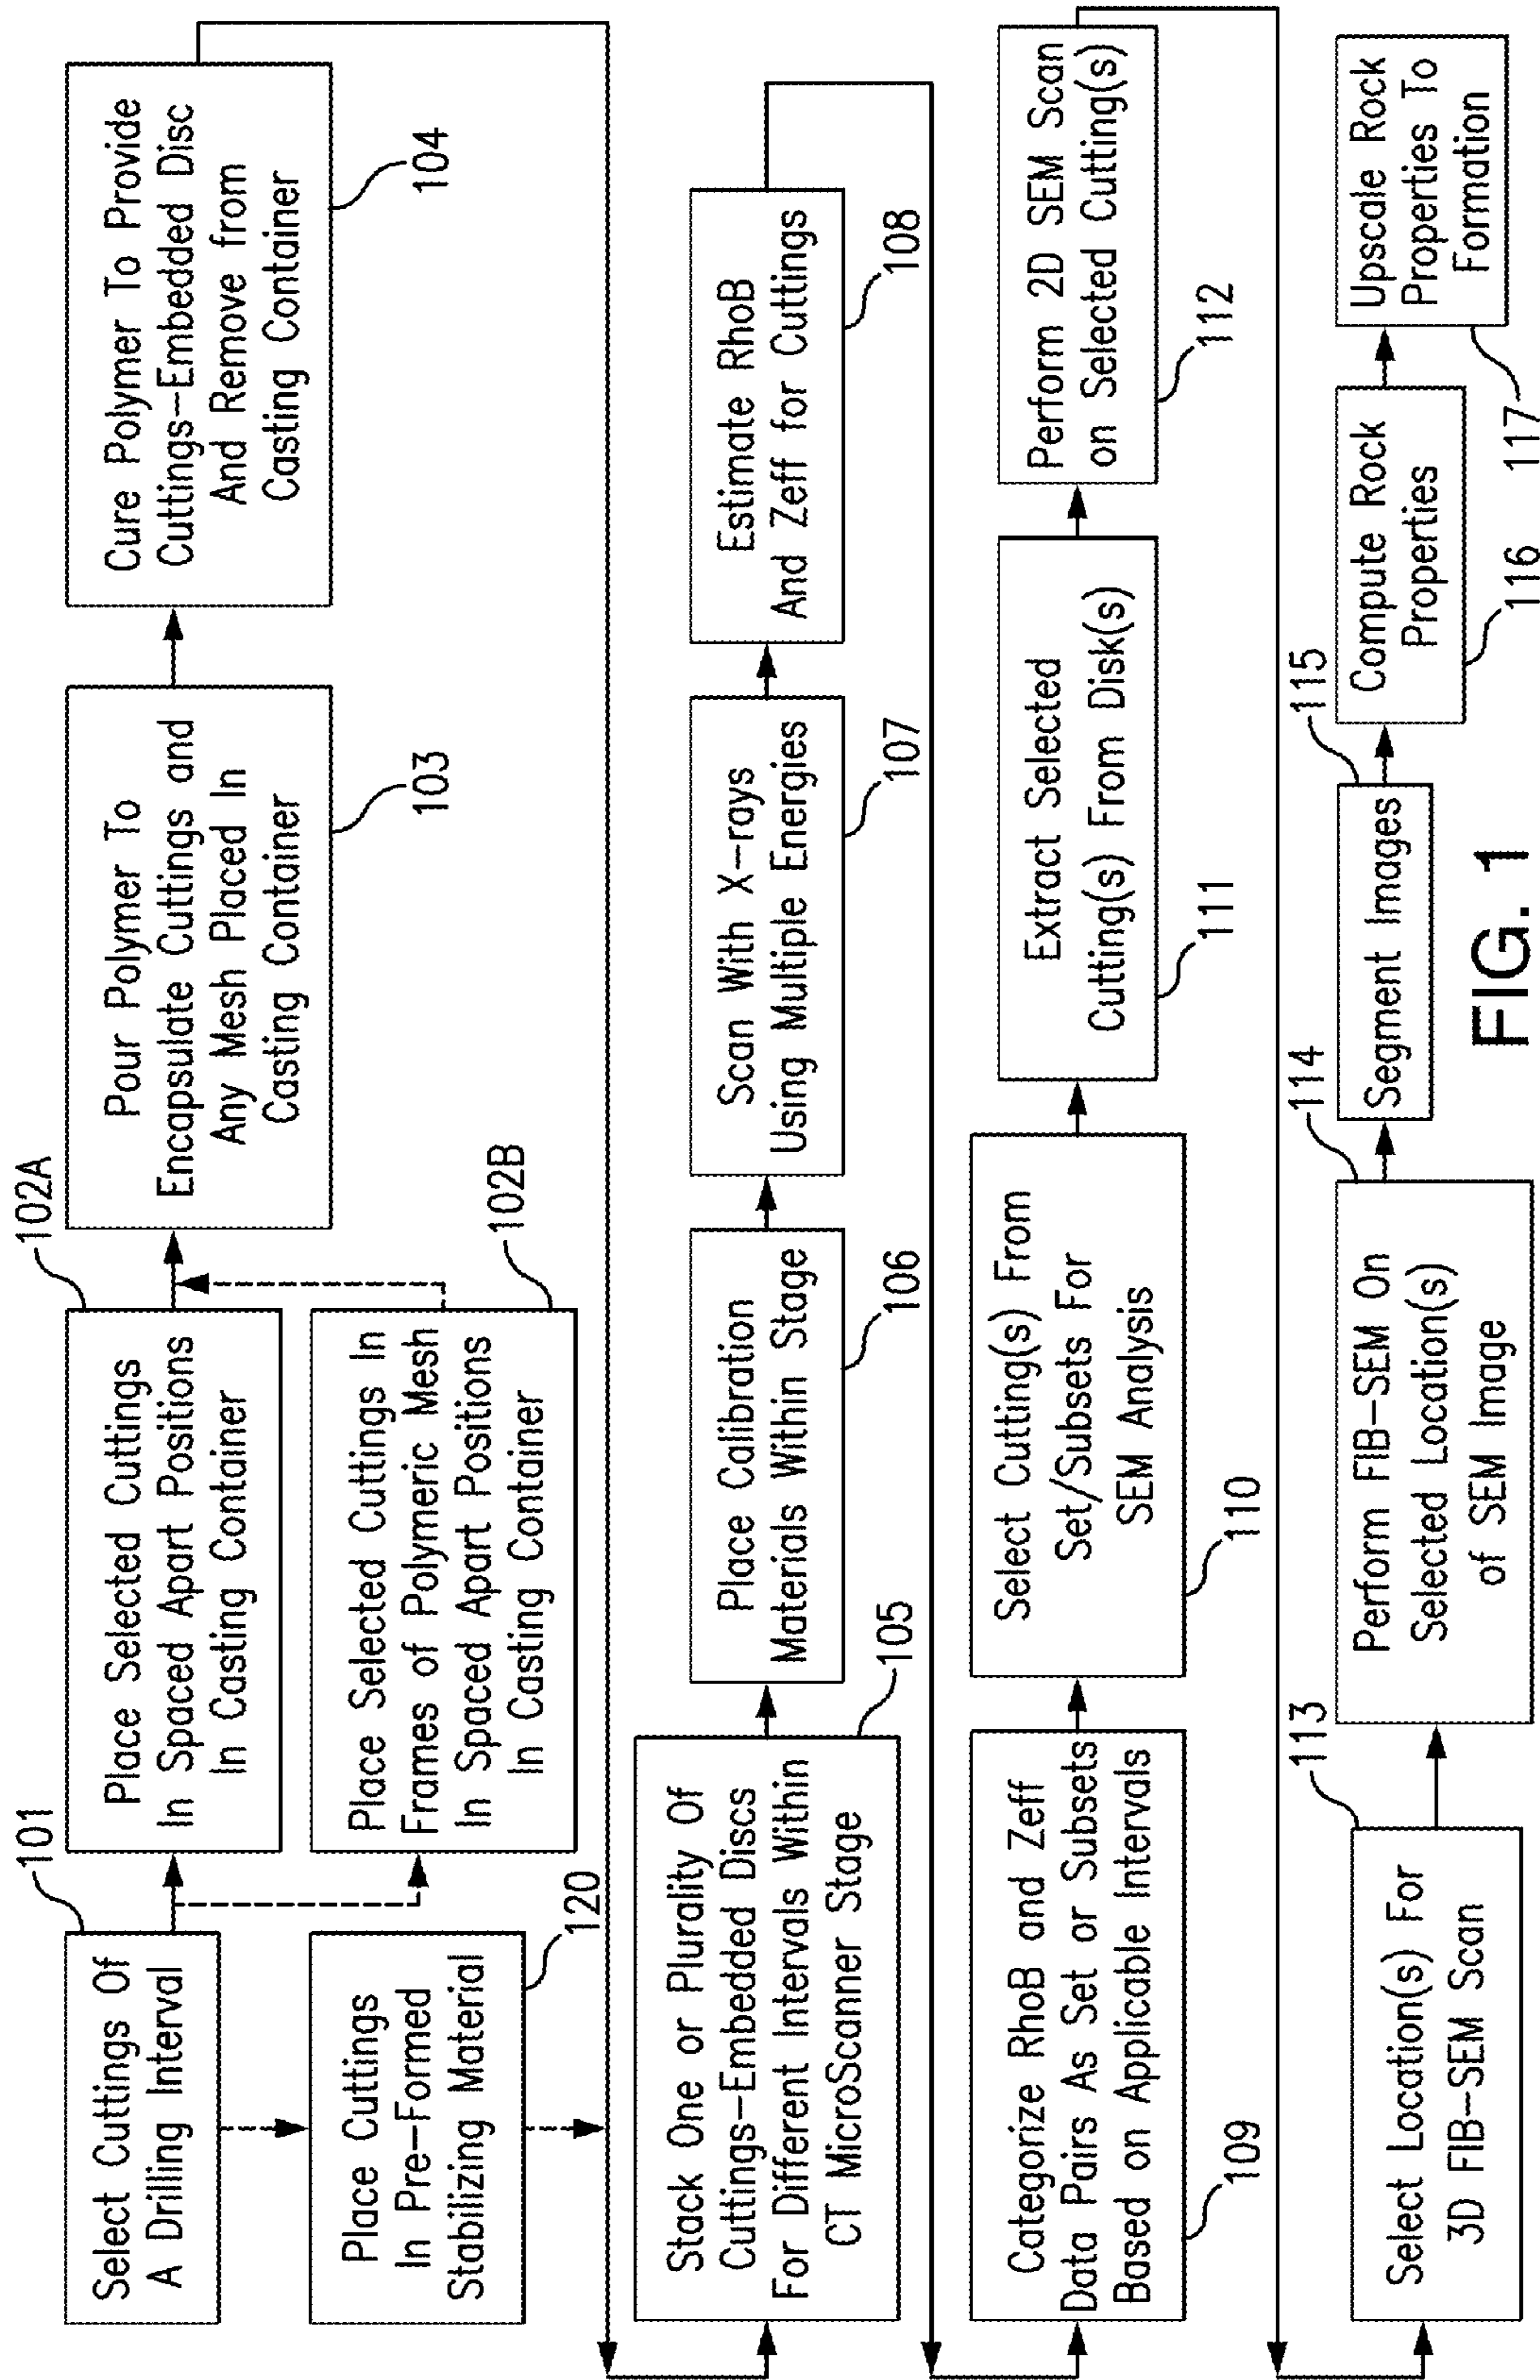 101
Select Cuttings Of
A Drilling Interval
102A
Place Selected Cuttings
In Spaced Apart Positions
In Casting Container
Pour Polymer To
Encapsulate Cuttings and
Any Mesh Placed In
Casting Container
103
Cure Polymer To Provide
Cuttings-Embedded Disc
And Remove from
Casting Container
104
Place Cuttings
In Pre-Formed
Stabilizing Material
120
Place Selected Cuttings In
Frames of Polymeric Mesh
In Spaced Apart Positions
In Casting Container
102B
Stack One or Plurality Of
Cuttings-Embedded Discs
For Different Intervals Within
CT MicroScanner Stage
105
Place Calibration
Materials Within Stage
106
Scan With X-rays
Using Multiple Energies
107
Estimate RhoB
And Zeff for Cuttings
108
Categorize RhoB and Zeff
Data Pairs As Set or Subsets
Based on Applicable Intervals
109
Select Cutting(s) From
Set/Subsets For
SEM Analysis
110
Extract Selected
Cutting(s) From Disk(s)
111
Perform 2D SEM Scan
on Selected Cutting(s)
112
113
Select Location(s) For
3D FIB-SEM Scan
114
Perform FIB-SEM On
Selected Location(s)
of SEM Image
115
Segment Images
Compute Rock
Properties
116
Upscale Rock
Properties To
Formation
117
FIG. 1